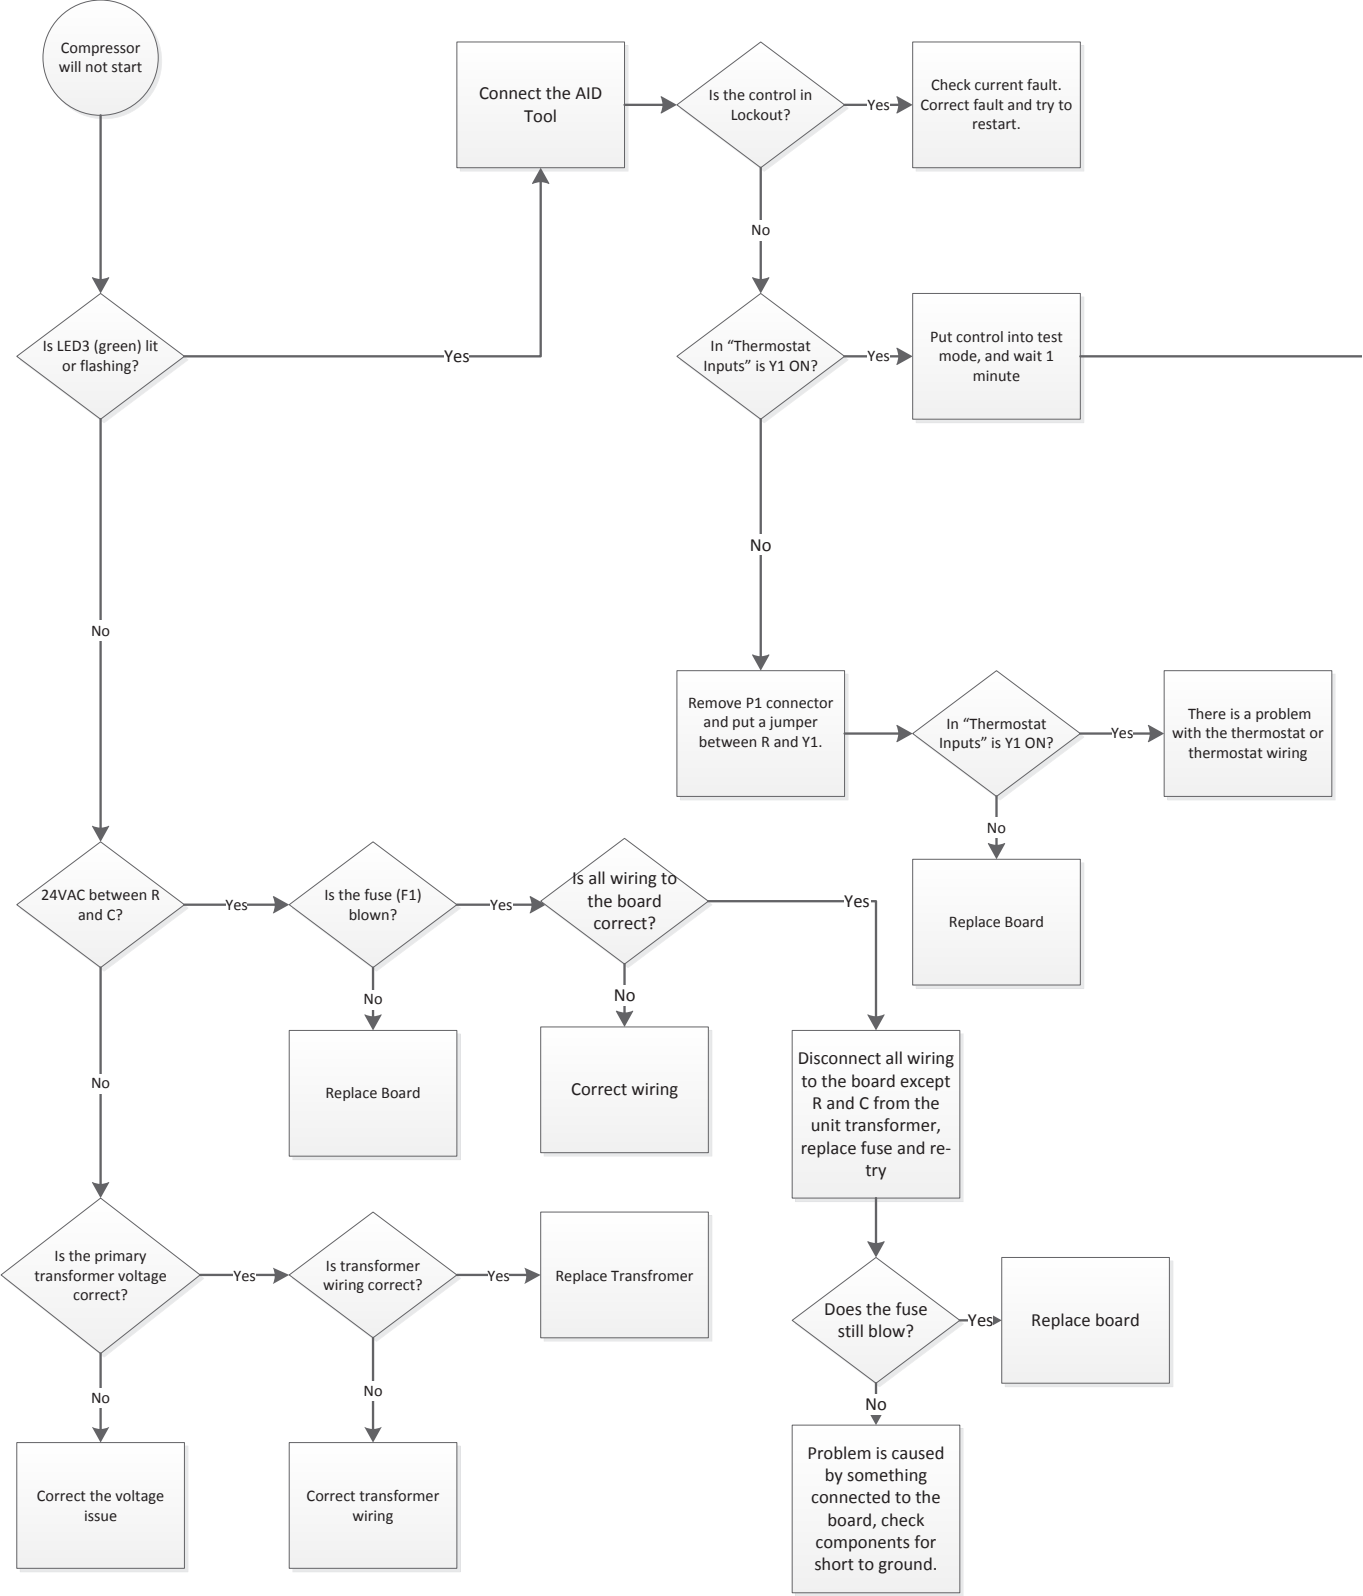 Compressor
will not start
Connect the AID
Tool
Is the control in
Lockout?
Yes
Check current fault.
Correct fault and try to
restart.
No
Is LED3 (green) lit
or flashing?
Yes
In “Thermostat
Inputs” is Y1 ON?
Yes
Put control into test
mode, and wait 1
minute
No
No
Remove P1 connector
and put a jumper
between R and Y1.
In “Thermostat
Inputs” is Y1 ON?
Yes
There is a problem
with the thermostat or
thermostat wiring
No
Replace Board
24VAC between R
and C?
Yes
Is the fuse (F1)
blown?
Yes
Is all wiring to
the board
correct?
Yes
No
Replace Board
No
Correct wiring
Disconnect all wiring
to the board except
R and C from the
unit transformer,
replace fuse and re-
try
No
Is the primary
transformer voltage
correct?
Yes
Is transformer
wiring correct?
Yes
Replace Transfromer
Does the fuse
still blow?
Yes
Replace board
No
Correct the voltage
issue
No
Correct transformer
wiring
No
Problem is caused
by something
connected to the
board, check
components for
short to ground.